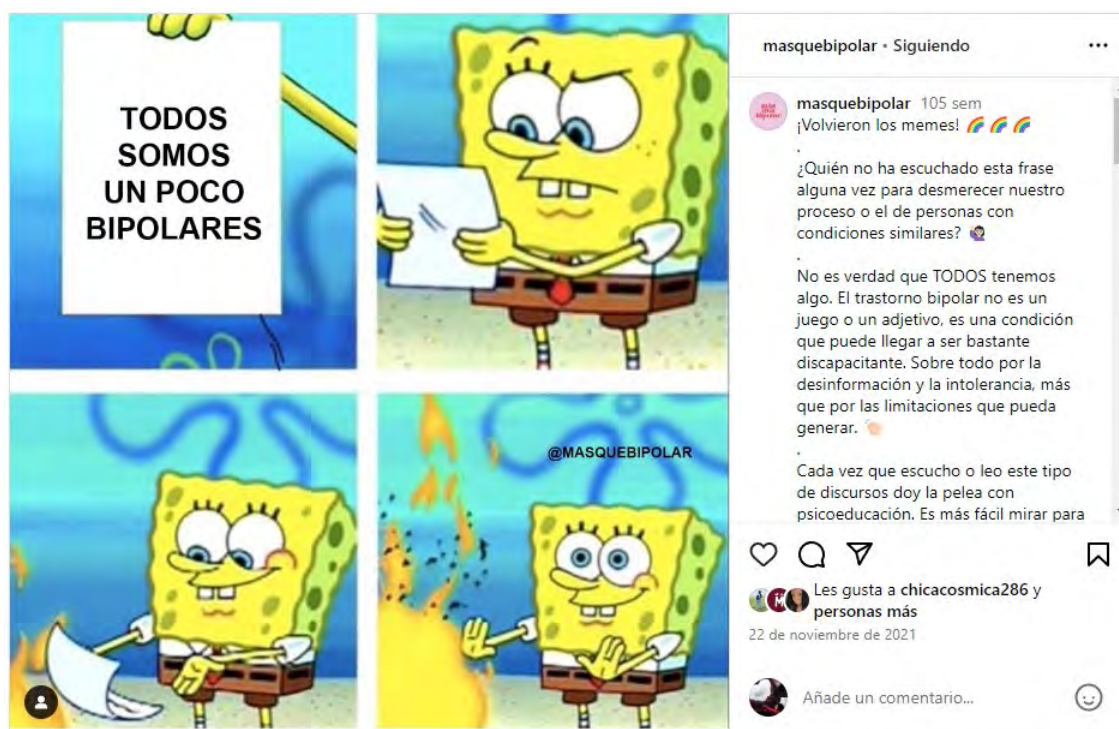 TODOS
SOMOS
UN POCO
BIPOLARES
@MASQUEBIPOLAR
masquebipolar • Siguiendo
masquebipolar 105 sem
¡Volvieron los memes! 🌈🌈🌈
.
¿Quién no ha escuchado esta frase
alguna vez para desmerecer nuestro
proceso o el de personas con
condiciones similares? 🙋🏻‍♀️
.
No es verdad que TODOS tenemos
algo. El trastorno bipolar no es un
juego o un adjetivo, es una condición
que puede llegar a ser bastante
discapacitante. Sobre todo por la
desinformación y la intolerancia, más
que por las limitaciones que pueda
generar. 👏🏻
.
Cada vez que escucho o leo este tipo
de discursos doy la pelea con
psicoeducación. Es más fácil mirar para
Les gusta a chicacosmica286 y
personas más
22 de noviembre de 2021
Añade un comentario...